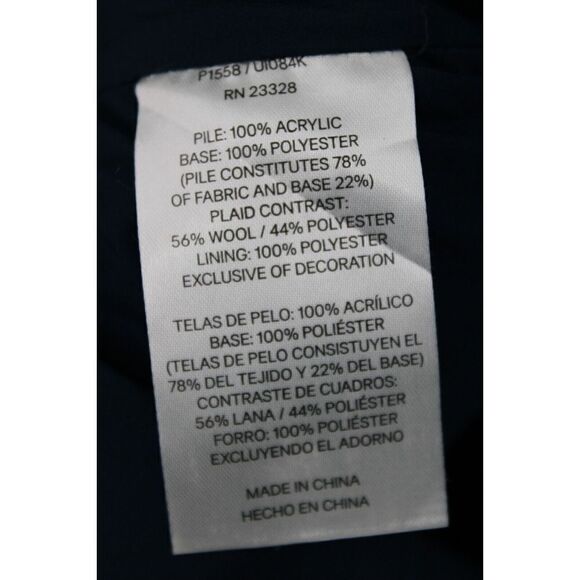 P1558 / U1084K
RN 23328
PILE: 100% ACRYLIC
BASE: 100% POLYESTER
(PILE CONSTITUTES 78%
OF FABRIC AND BASE 22%)
PLAID CONTRAST:
56% WOOL / 44% POLYESTER
LINING: 100% POLYESTER
EXCLUSIVE OF DECORATION
TELAS DE PELO: 100% ACRÍLICO
BASE: 100% POLIÉSTER
(TELAS DE PELO CONSISTUYEN EL
78% DEL TEJIDO Y 22% DEL BASE)
CONTRASTE DE CUADROS:
56% LANA / 44% POLIÉSTER
FORRO: 100% POLIÉSTER
EXCLUYENDO EL ADORNO
MADE IN CHINA
HECHO EN CHINA